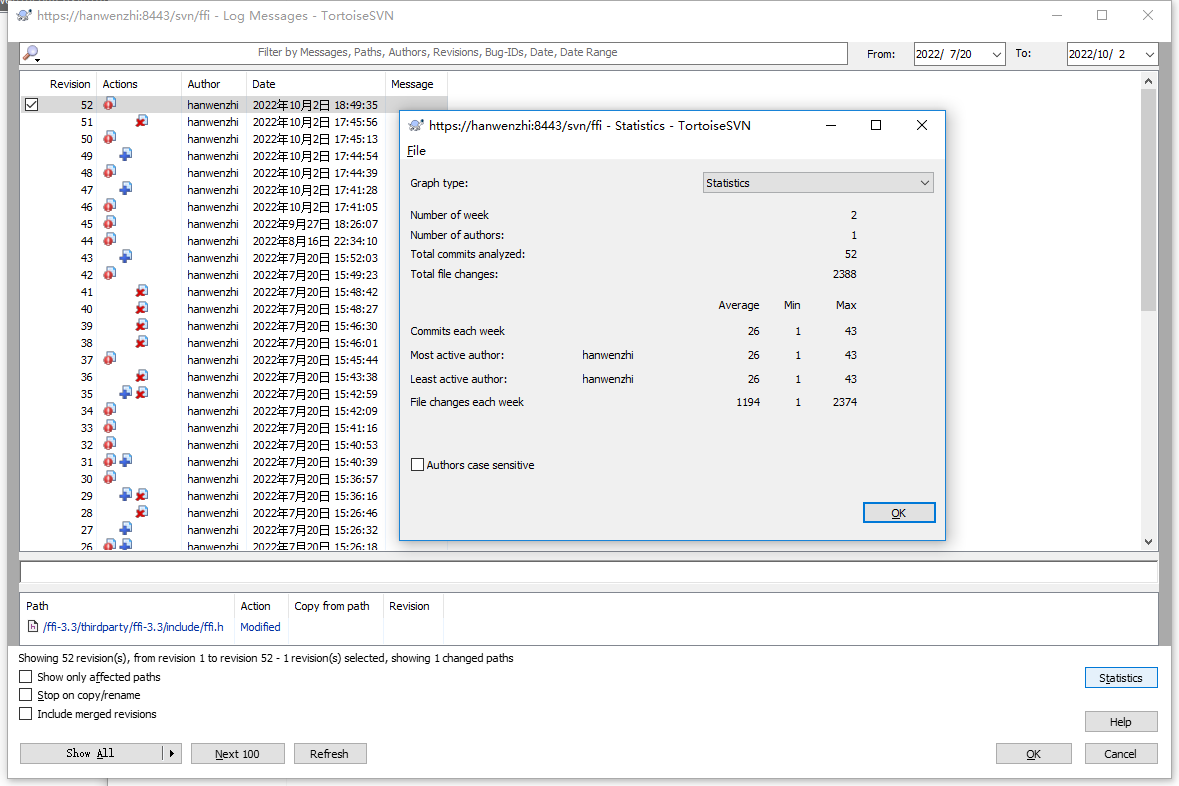 https://hanwenzhi:8443/svn/ffi - Log Messages - TortoiseSVN
Filter by Messages, Paths, Authors, Revisions, Bug-IDs, Date, Date Range
From: 2022/ 7/20 To: 2022/10/ 2
Revision Actions Author Date Message
52 hanwenzhi 2022年10月2日 18:49:35
51 hanwenzhi 2022年10月2日 17:45:56
50 hanwenzhi 2022年10月2日 17:45:13
49 hanwenzhi 2022年10月2日 17:44:54
48 hanwenzhi 2022年10月2日 17:44:39
47 hanwenzhi 2022年10月2日 17:41:28
46 hanwenzhi 2022年10月2日 17:41:05
45 hanwenzhi 2022年9月27日 18:26:07
44 hanwenzhi 2022年8月16日 22:34:10
43 hanwenzhi 2022年7月20日 15:52:03
42 hanwenzhi 2022年7月20日 15:49:23
41 hanwenzhi 2022年7月20日 15:48:42
40 hanwenzhi 2022年7月20日 15:48:27
39 hanwenzhi 2022年7月20日 15:46:30
38 hanwenzhi 2022年7月20日 15:46:01
37 hanwenzhi 2022年7月20日 15:45:44
36 hanwenzhi 2022年7月20日 15:43:38
35 hanwenzhi 2022年7月20日 15:42:59
34 hanwenzhi 2022年7月20日 15:42:09
33 hanwenzhi 2022年7月20日 15:41:16
32 hanwenzhi 2022年7月20日 15:40:53
31 hanwenzhi 2022年7月20日 15:40:39
30 hanwenzhi 2022年7月20日 15:36:57
29 hanwenzhi 2022年7月20日 15:36:16
28 hanwenzhi 2022年7月20日 15:26:46
27 hanwenzhi 2022年7月20日 15:26:32
26 hanwenzhi 2022年7月20日 15:26:18
https://hanwenzhi:8443/svn/ffi - Statistics - TortoiseSVN
File
Graph type: Statistics
Number of week 2
Number of authors: 1
Total commits analyzed: 52
Total file changes: 2388
Average Min Max
Commits each week 26 1 43
Most active author: hanwenzhi 26 1 43
Least active author: hanwenzhi 26 1 43
File changes each week 1194 1 2374
Authors case sensitive
OK
Path Action Copy from path Revision
/ffi-3.3/thirdparty/ffi-3.3/include/ffi.h Modified
Showing 52 revision(s), from revision 1 to revision 52 - 1 revision(s) selected, showing 1 changed paths
Show only affected paths
Statistics
Stop on copy/rename
Include merged revisions
Help
Show All Next 100 Refresh OK Cancel